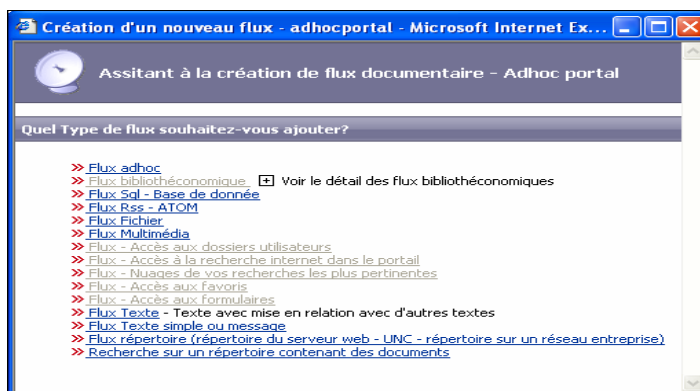 Création d'un nouveau flux - adhocportal - Microsoft Internet Ex...
Assitant à la création de flux documentaire - Adhoc portal
Quel Type de flux souhaitez-vous ajouter?
» Flux adhoc
» Flux bibliothéconomique + Voir le détail des flux bibliothéconomiques
» Flux Sql - Base de donnée
» Flux Rss - ATOM
» Flux Fichier
» Flux Multimédia
» Flux - Accès aux dossiers utilisateurs
» Flux - Accès à la recherche internet dans le portail
» Flux - Nuages de vos recherches les plus pertinentes
» Flux - Accès aux favoris
» Flux - Accès aux formulaires
» Flux Texte - Texte avec mise en relation avec d'autres textes
» Flux Texte simple ou message
» Flux répertoire (répertoire du serveur web - UNC - répertoire sur un réseau entreprise)
» Recherche sur un répertoire contenant des documents